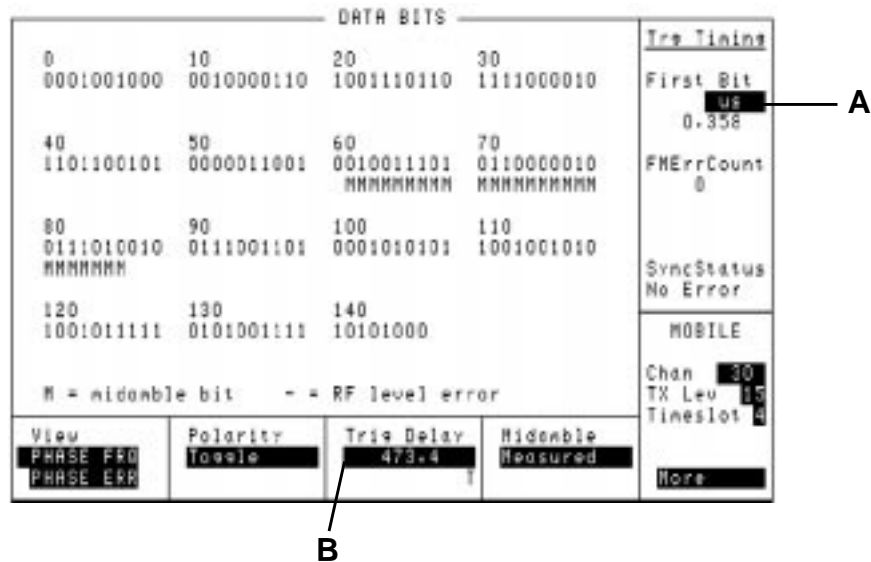 DATA BITS
0 10 20 30
0001001000 0010000110 1001110110 1111000010
40 50 60 70
1101100101 0000011001 0010011101 0110000010
MMMMMMMMM MMMMMMMMMM
80 90 100 110
0111010010 0111001101 0001010101 1001001010
MMMMMMM
120 130 140
1001011111 0101001111 10101000
M = midamble bit - = RF level error
Trg Timing
First Bit
us
0.358
FMErrCount
0
SyncStatus
No Error
MOBILE
Chan 30
TX Lev 15
Timeslot 4
More
View
PHASE FRQ
PHASE ERR
Polarity
Toggle
Trig Delay
473.4
T
Midamble
Measured
A
B